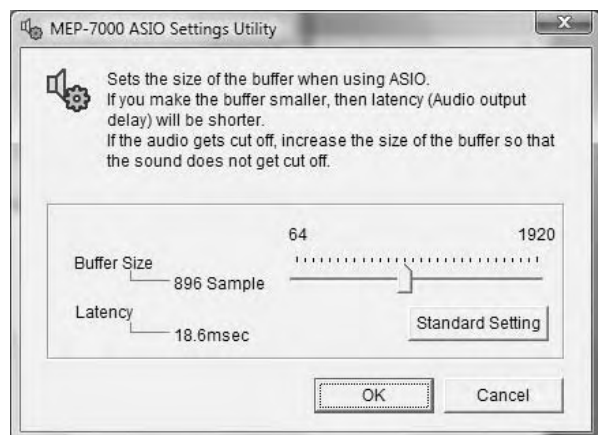 MEP-7000 ASIO Settings Utility
Sets the size of the buffer when using ASIO.
If you make the buffer smaller, then latency (Audio output
delay) will be shorter.
If the audio gets cut off, increase the size of the buffer so that
the sound does not get cut off.
64 1920
Buffer Size
896 Sample
Latency
18.6msec
Standard Setting
OK Cancel